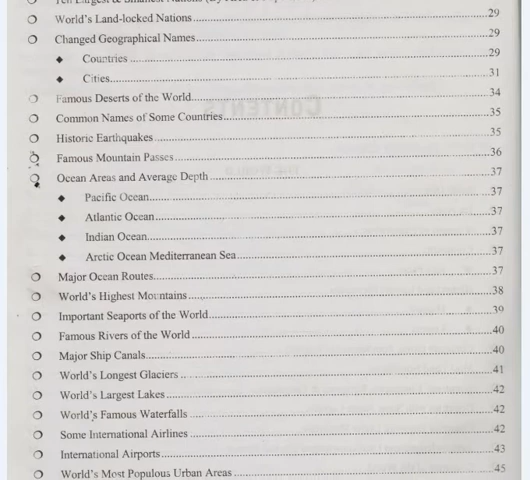 World's Land-locked Nations 29
Changed Geographical Names 29
Countries 29
Cities 31
Famous Deserts of the World 34
Common Names of Some Countries 35
Historic Earthquakes 35
Famous Mountain Passes 36
Ocean Areas and Average Depth 37
Pacific Ocean 37
Atlantic Ocean 37
Indian Ocean 37
Arctic Ocean Mediterranean Sea 37
Major Ocean Routes 37
World's Highest Mountains 38
Important Seaports of the World 39
Famous Rivers of the World 40
Major Ship Canals 40
World's Longest Glaciers 41
World's Largest Lakes 42
World's Famous Waterfalls 42
Some International Airlines 42
International Airports 43
World's Most Populous Urban Areas 45